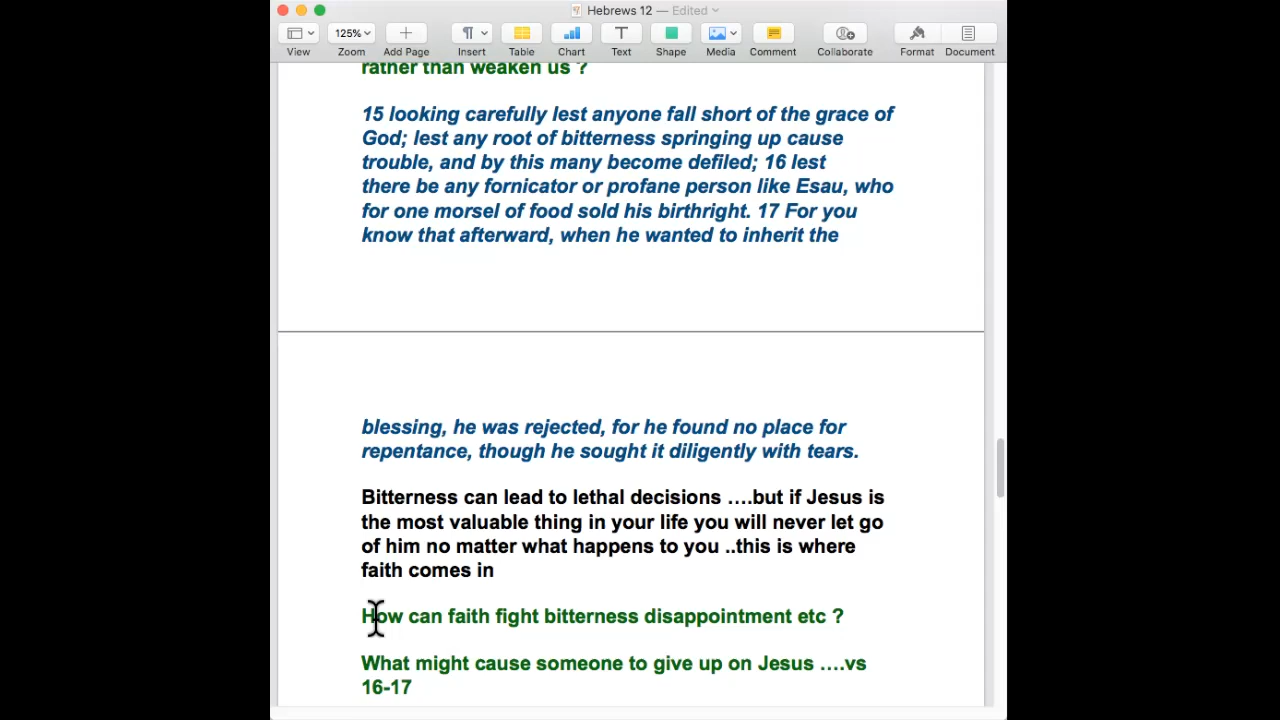 Hebrews 12 — Edited
125%
View
Zoom
Add Page
Insert
Table
Chart
Text
Shape
Media
Comment
Collaborate
Format
Document
rather than weaken us ?
15 looking carefully lest anyone fall short of the grace of
God; lest any root of bitterness springing up cause
trouble, and by this many become defiled; 16 lest
there be any fornicator or profane person like Esau, who
for one morsel of food sold his birthright. 17 For you
know that afterward, when he wanted to inherit the
blessing, he was rejected, for he found no place for
repentance, though he sought it diligently with tears.
Bitterness can lead to lethal decisions ....but if Jesus is
the most valuable thing in your life you will never let go
of him no matter what happens to you ..this is where
faith comes in
How can faith fight bitterness disappointment etc ?
What might cause someone to give up on Jesus ....vs
16-17